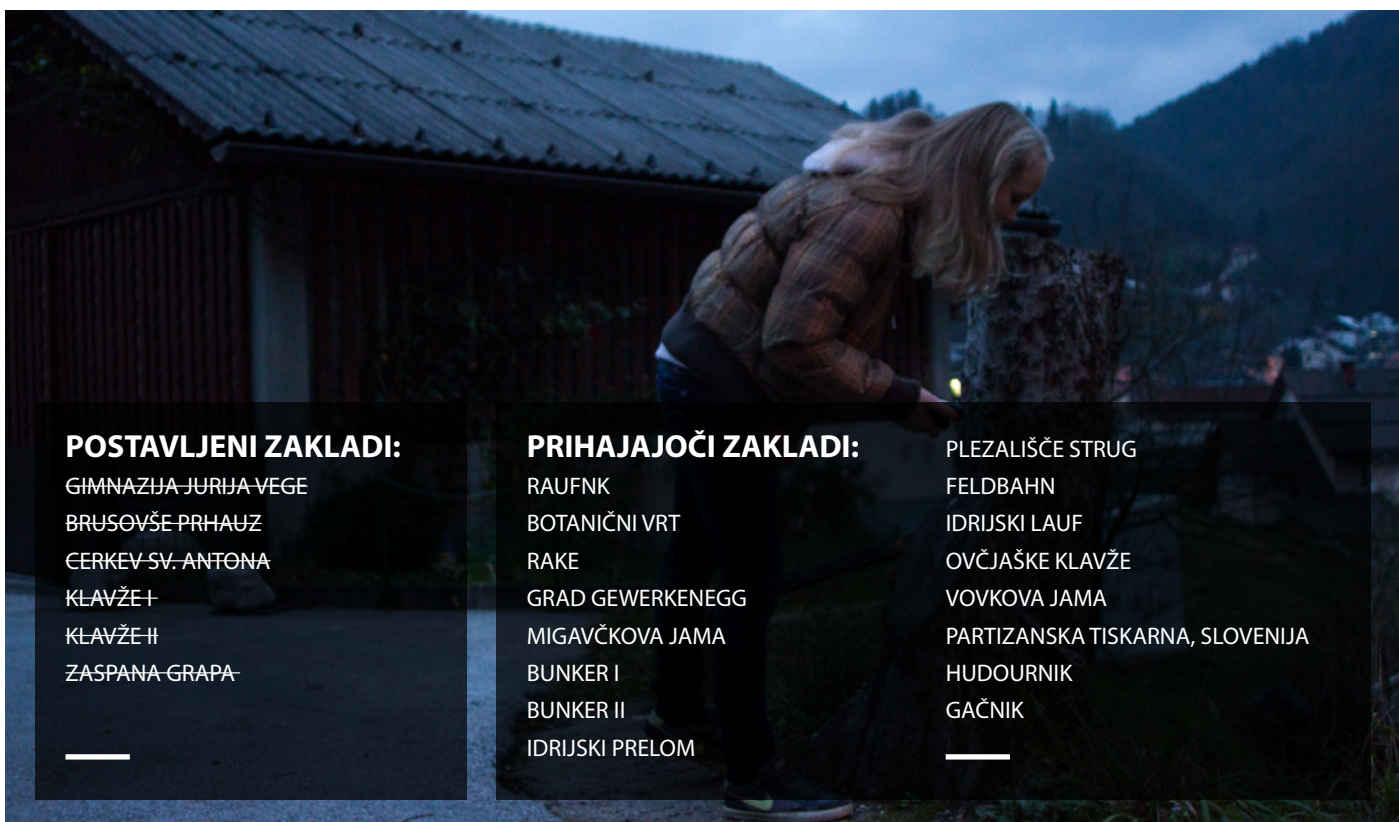 POSTAVLJENI ZAKLADI:
GIMNAZIJA JURIJA VEGE
BRUSOVŠE PRHAUZ
CERKEV SV. ANTONA
KLAVŽE I
KLAVŽE II
ZASPANA GRAPA
PRIHAJAJOČI ZAKLADI:
RAUFNK
BOTANIČNI VRT
RAKE
GRAD GEWERKENEGG
MIGAVČKOVA JAMA
BUNKER I
BUNKER II
IDRIJSKI PRELOM
PLEZALIŠČE STRUG
FELDBAHN
IDRIJSKI LAUF
OVČJAŠKE KLAVŽE
VOVKOVA JAMA
PARTIZANSKA TISKARNA, SLOVENIJA
HUDOURNIK
GAČNIK